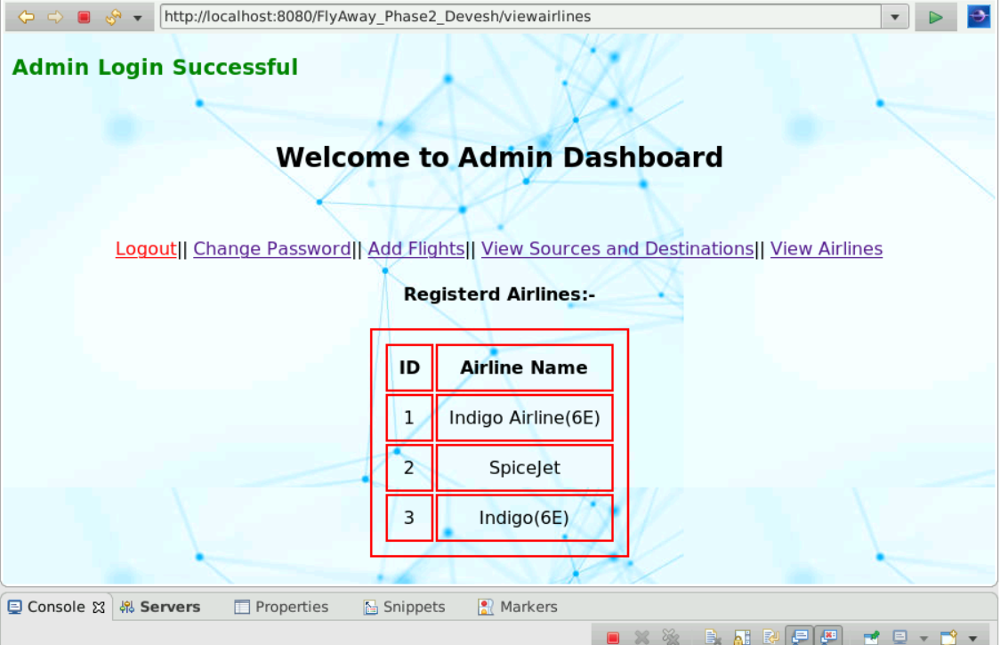 http://localhost:8080/FlyAway_Phase2_Devesh/viewairlines
Admin Login Successful
Welcome to Admin Dashboard
Logout|| Change Password|| Add Flights|| View Sources and Destinations|| View Airlines
Registerd Airlines:-
ID Airline Name
1 Indigo Airline(6E)
2 SpiceJet
3 Indigo(6E)
Console Servers Properties Snippets Markers